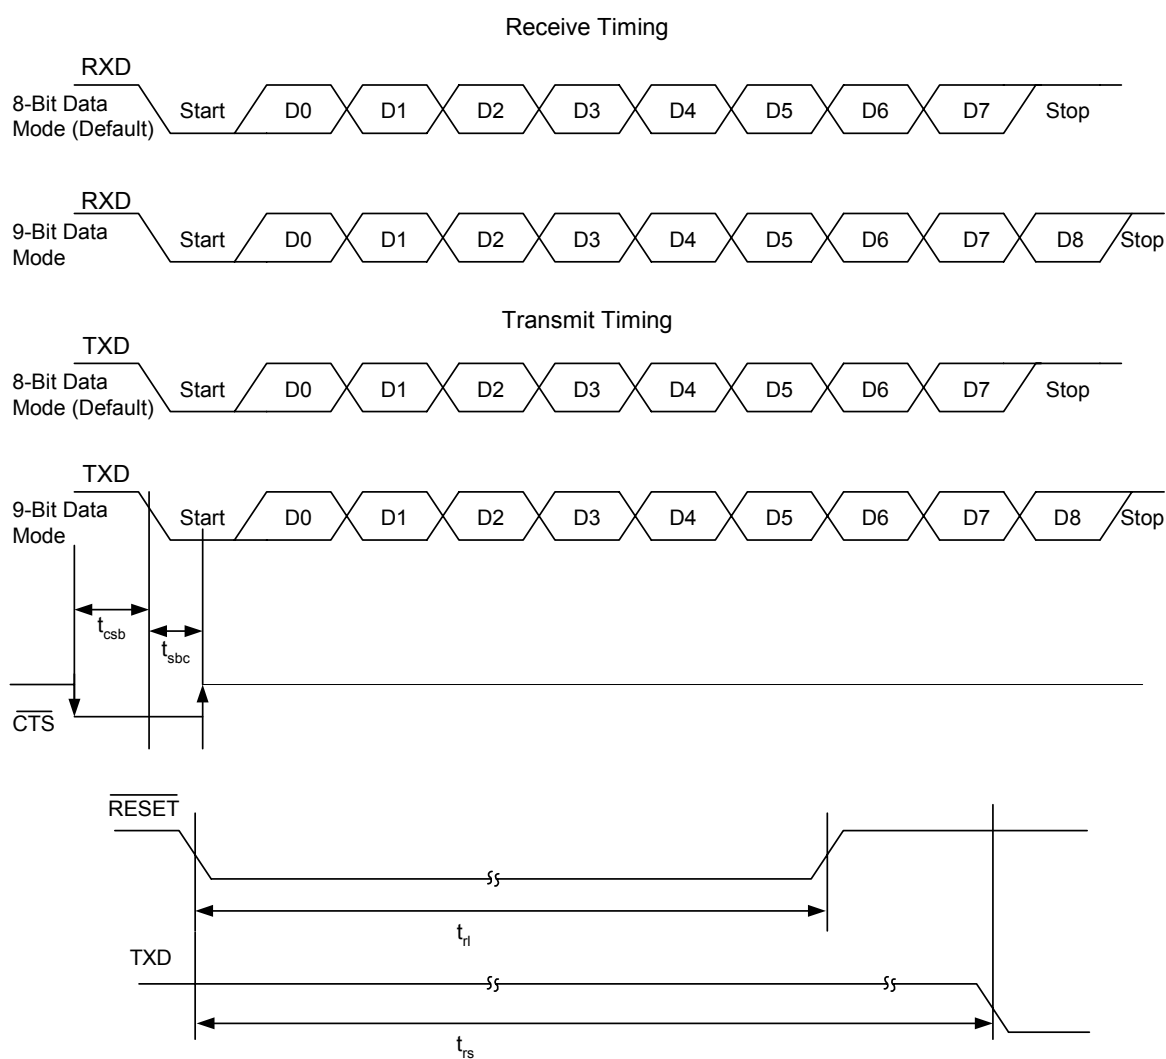 Receive Timing
RXD
8-Bit Data
Mode (Default)
Start D0 D1 D2 D3 D4 D5 D6 D7 Stop
RXD
9-Bit Data
Mode
Start D0 D1 D2 D3 D4 D5 D6 D7 D8 Stop
Transmit Timing
TXD
8-Bit Data
Mode (Default)
Start D0 D1 D2 D3 D4 D5 D6 D7 Stop
TXD
9-Bit Data
Mode
Start D0 D1 D2 D3 D4 D5 D6 D7 D8 Stop
tcsb
tsbc
CTS
RESET
trl
TXD
trs